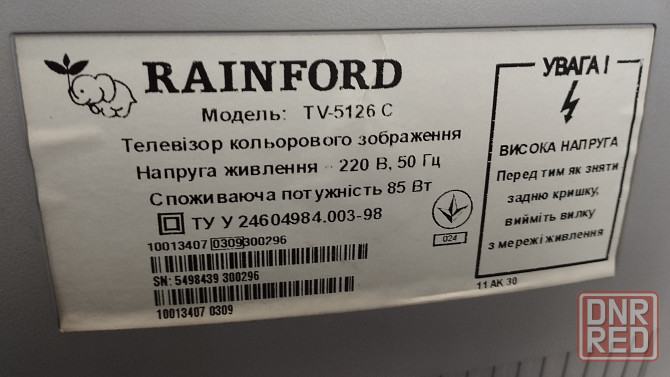 RAINFORD
Модель: TV-5126 C
Телевізор кольорового зображення
Напруга живлення - 220 В, 50 Гц
Споживаюча потужність 85 Вт
ТУ У 24604984.003-98
024
10013407 0309 300296
SN: 5498439 300296
10013407 0309
УВАГА !
ВИСОКА НАПРУГА
Перед тим як зняти
задню кришку,
вийміть вилку
з мережі живлення
11 AK 30
DNR
RED